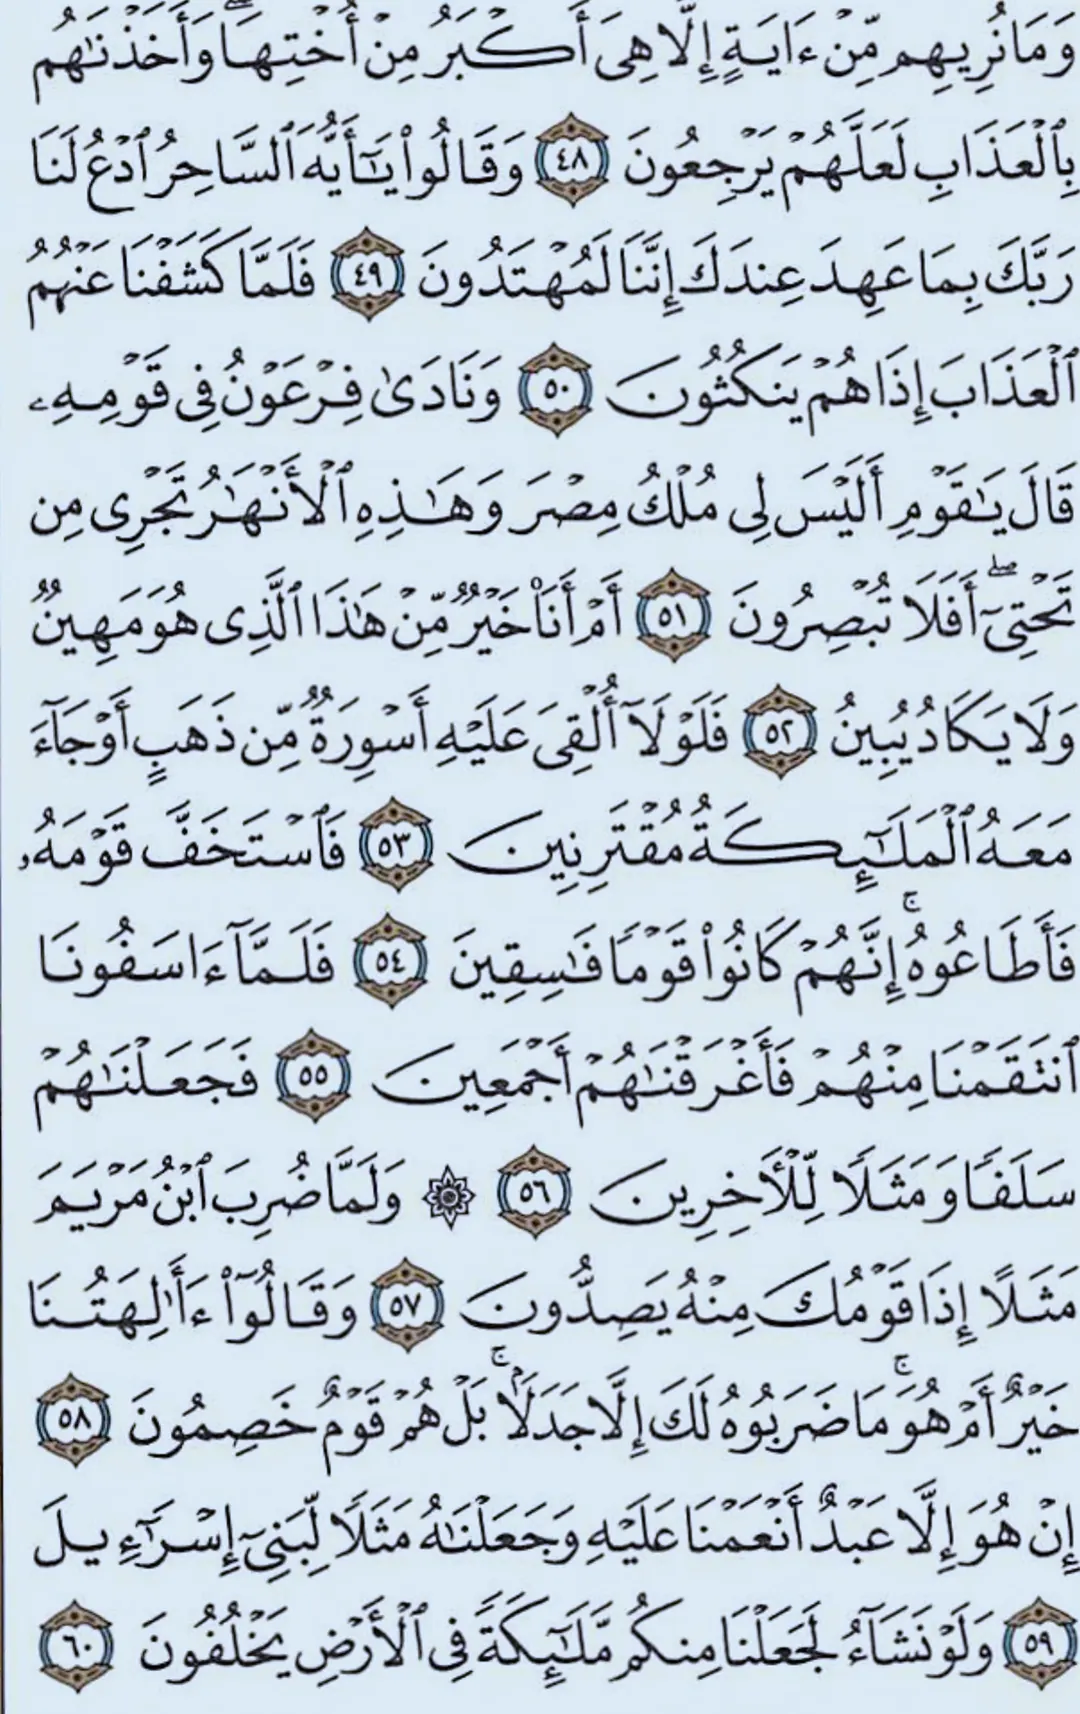 وَمَا نُرِيهِم مِّنْ ءَايَةٍ إِلَّا هِىَ أَكْبَرُ مِنْ أُخْتِهَا ۖ وَأَخَذْنَٰهُم
بِٱلْعَذَابِ لَعَلَّهُمْ يَرْجِعُونَ ٤٨ وَقَالُوا۟ يَٰٓأَيُّهَ ٱلسَّاحِرُ ٱدْعُ لَنَا
رَبَّكَ بِمَا عَهِدَ عِندَكَ إِنَّنَا لَمُهْتَدُونَ ٤٩ فَلَمَّا كَشَفْنَا عَنْهُمُ
ٱلْعَذَابَ إِذَا هُمْ يَنكُثُونَ ٥٠ وَنَادَىٰ فِرْعَوْنُ فِى قَوْمِهِۦ
قَالَ يَٰقَوْمِ أَلَيْسَ لِى مُلْكُ مِصْرَ وَهَٰذِهِ ٱلْأَنْهَٰرُ تَجْرِى مِن
تَحْتِىٓ ۖ أَفَلَا تُبْصِرُونَ ٥١ أَمْ أَنَا۠ خَيْرٌ مِّنْ هَٰذَا ٱلَّذِى هُوَ مَهِينٌ
وَلَا يَكَادُ يُبِينُ ٥٢ فَلَوْلَآ أُلْقِىَ عَلَيْهِ أَسْوِرَةٌ مِّن ذَهَبٍ أَوْ جَآءَ
مَعَهُ ٱلْمَلَٰٓئِكَةُ مُقْتَرِنِينَ ٥٣ فَٱسْتَخَفَّ قَوْمَهُۥ
فَأَطَاعُوهُ ۚ إِنَّهُمْ كَانُوا۟ قَوْمًا فَٰسِقِينَ ٥٤ فَلَمَّآ ءَاسَفُونَا
ٱنتَقَمْنَا مِنْهُمْ فَأَغْرَقْنَٰهُمْ أَجْمَعِينَ ٥٥ فَجَعَلْنَٰهُمْ
سَلَفًا وَمَثَلًا لِّلْـَٔاخِرِينَ ٥٦ ۞ وَلَمَّا ضُرِبَ ٱبْنُ مَرْيَمَ
مَثَلًا إِذَا قَوْمُكَ مِنْهُ يَصِدُّونَ ٥٧ وَقَالُوٓا۟ ءَأَٰلِهَتُنَا
خَيْرٌ أَمْ هُوَ ۚ مَا ضَرَبُوهُ لَكَ إِلَّا جَدَلًۢا ۚ بَلْ هُمْ قَوْمٌ خَصِمُونَ ٥٨
إِنْ هُوَ إِلَّا عَبْدٌ أَنْعَمْنَا عَلَيْهِ وَجَعَلْنَٰهُ مَثَلًا لِّبَنِىٓ إِسْرَٰٓءِيلَ
٥٩ وَلَوْ نَشَآءُ لَجَعَلْنَا مِنكُم مَّلَٰٓئِكَةً فِى ٱلْأَرْضِ يَخْلُفُونَ ٦٠